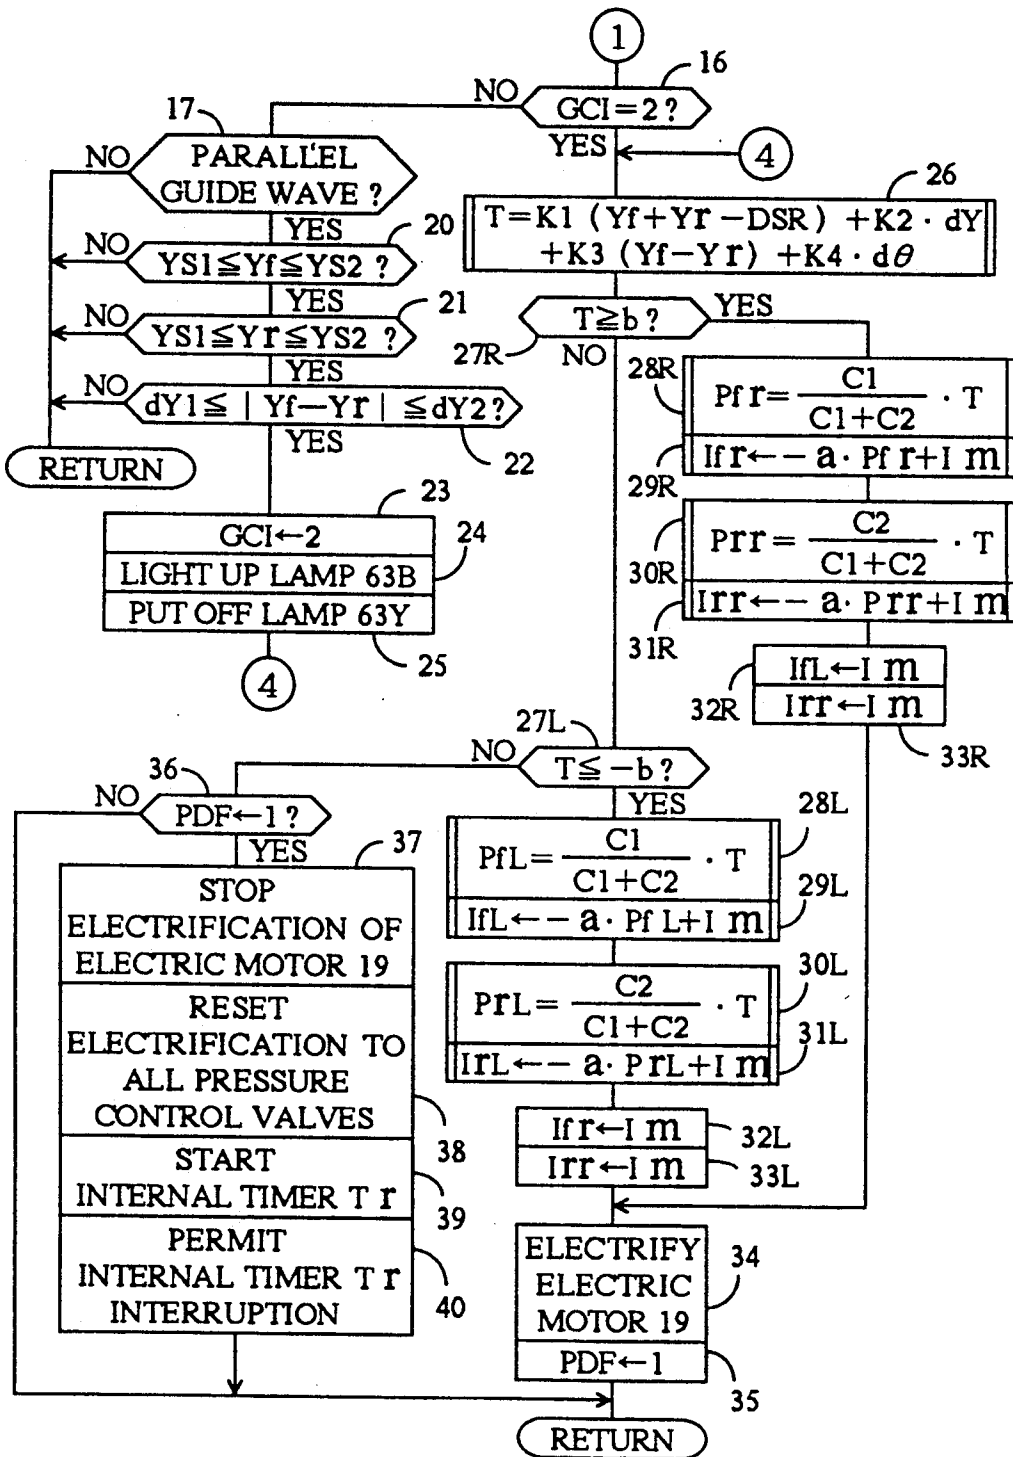 1
16
NO
GCI=2?
17
YES
4
NO
PARALLEL
GUIDE WAVE ?
26
T=K1 (Yf+Yr-DSR) +K2 · dY
+K3 (Yf-Yr) +K4 · dθ
YES
20
NO
YS1≦Yf≦YS2 ?
YES
21
NO
YS1≦Yr≦YS2 ?
T≧b?
YES
27R
NO
YES
NO
dY1≦ | Yf-Yr | ≦dY2?
YES
22
RETURN
28R
Pfr= C1 / C1+C2 · T
Ifr←- a· Pfr+Im
29R
23
GCI←2
24
LIGHT UP LAMP 63B
PUT OFF LAMP 63Y
25
4
Prr= C2 / C1+C2 · T
30R
Irr←- a· Prr+Im
31R
IfL←Im
32R
Irr←Im
33R
27L
NO
T≦ -b?
36
NO
PDF←1?
YES
YES
37
28L
PfL= C1 / C1+C2 · T
29L
IfL←- a· PfL+Im
STOP
ELECTRIFICATION OF
ELECTRIC MOTOR 19
30L
PrL= C2 / C1+C2 · T
31L
IrL←- a· PrL+Im
RESET
ELECTRIFICATION TO
ALL PRESSURE
CONTROL VALVES
38
Ifr←Im
32L
Irr←Im
33L
START
INTERNAL TIMER Tr
39
PERMIT
INTERNAL TIMER Tr
INTERRUPTION
40
ELECTRIFY
ELECTRIC
MOTOR 19
34
PDF←1
35
RETURN